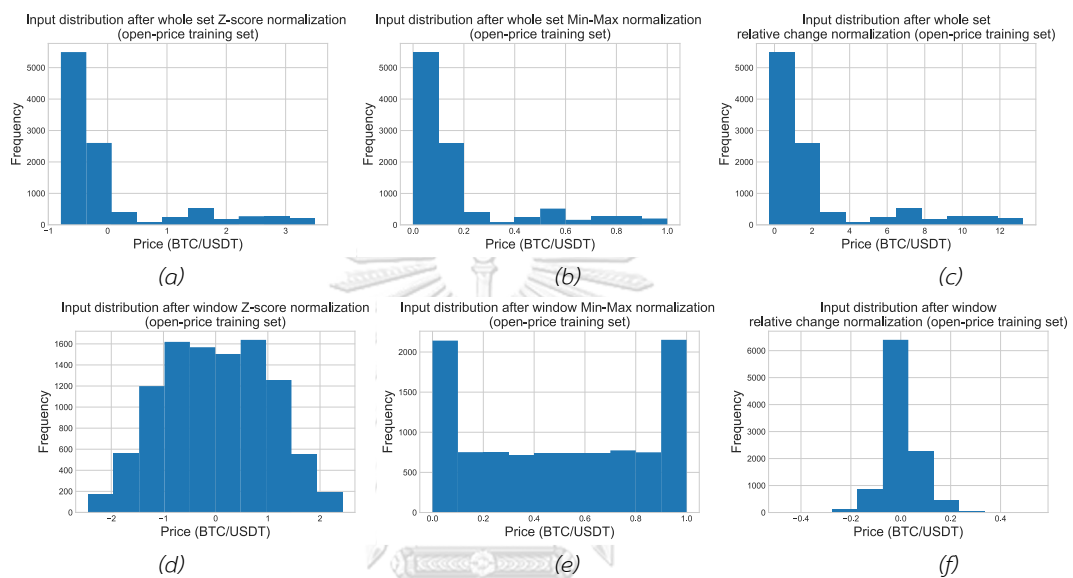 Input distribution after whole set Z-score normalization
(open-price training set)
Frequency
5000
4000
3000
2000
1000
0
−1
0
1
2
3
Price (BTC/USDT)
(a)
Input distribution after whole set Min-Max normalization
(open-price training set)
Frequency
5000
4000
3000
2000
1000
0
0.0
0.2
0.4
0.6
0.8
1.0
Price (BTC/USDT)
(b)
Input distribution after whole set
relative change normalization (open-price training set)
Frequency
5000
4000
3000
2000
1000
0
0
2
4
6
8
10
12
Price (BTC/USDT)
(c)
Input distribution after window Z-score normalization
(open-price training set)
Frequency
1600
1400
1200
1000
800
600
400
200
0
−2
−1
0
1
2
Price (BTC/USDT)
(d)
Input distribution after window Min-Max normalization
(open-price training set)
Frequency
2000
1500
1000
500
0
0.0
0.2
0.4
0.6
0.8
1.0
Price (BTC/USDT)
(e)
Input distribution after window
relative change normalization (open-price training set)
Frequency
6000
5000
4000
3000
2000
1000
0
−0.4
−0.2
0.0
0.2
0.4
Price (BTC/USDT)
(f)